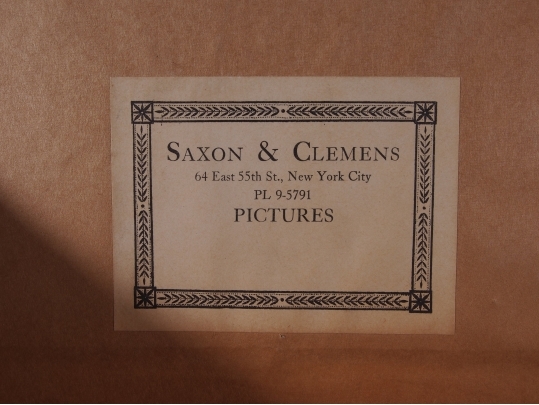 SAXON & CLEMENS
64 East 55th St., New York City
PL 9-5791
PICTURES